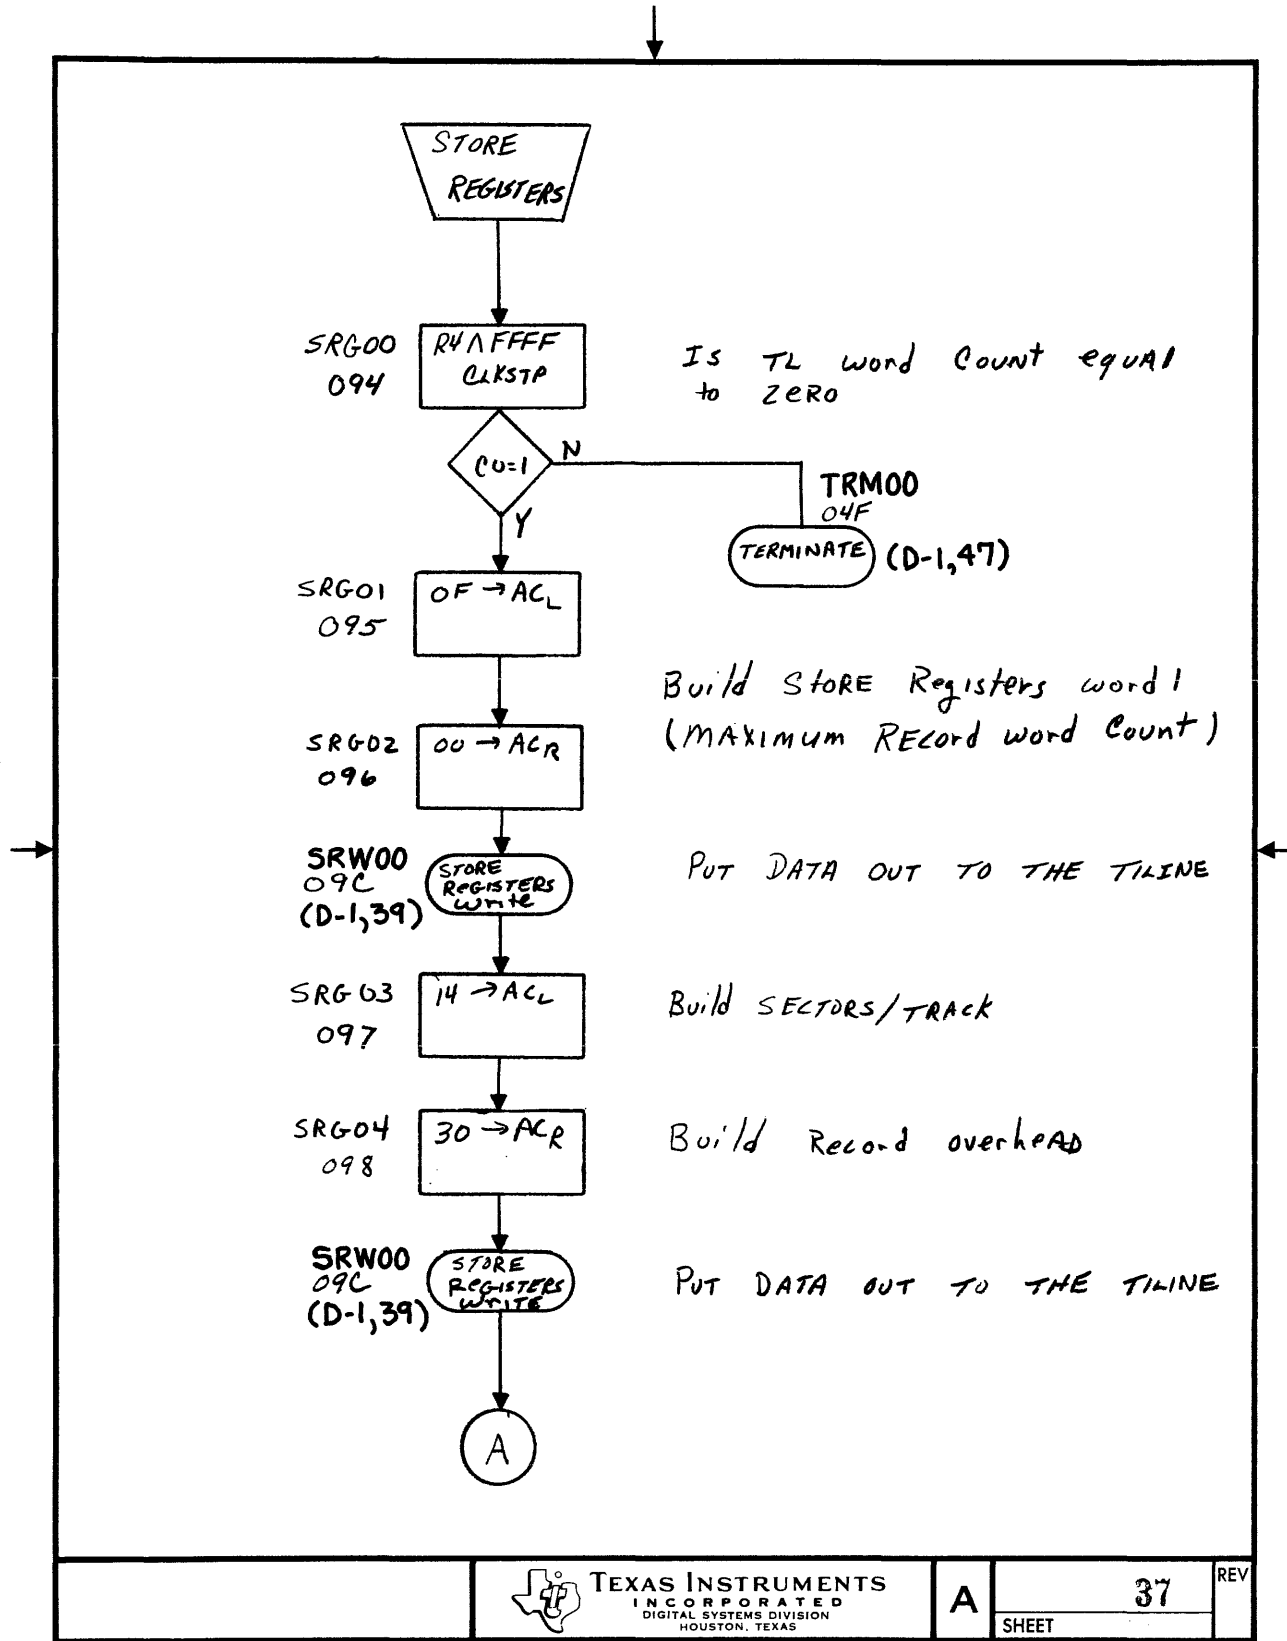 STORE
REGISTERS
SRG00
094
R4ΛFFFF
CLKSTP
Is TL word Count equal
to zero
CO=1
N
Y
TRM00
04F
TERMINATE
(D-1,47)
SRG01
095
0F → ACL
Build Store Registers word 1
(MAXIMUM RECord word Count)
SRG02
096
00 → ACR
SRW00
09C
(D-1,39)
STORE
REGISTERS
Write
PUT DATA OUT TO THE TILINE
SRG03
097
14 → ACL
Build SECTORS/TRACK
SRG04
098
30 → ACR
Build Record overheAD
SRW00
09C
(D-1,39)
STORE
REGISTERS
WRITE
PUT DATA OUT TO THE TILINE
A
TEXAS INSTRUMENTS
INCORPORATED
DIGITAL SYSTEMS DIVISION
HOUSTON, TEXAS
A
37
SHEET
REV